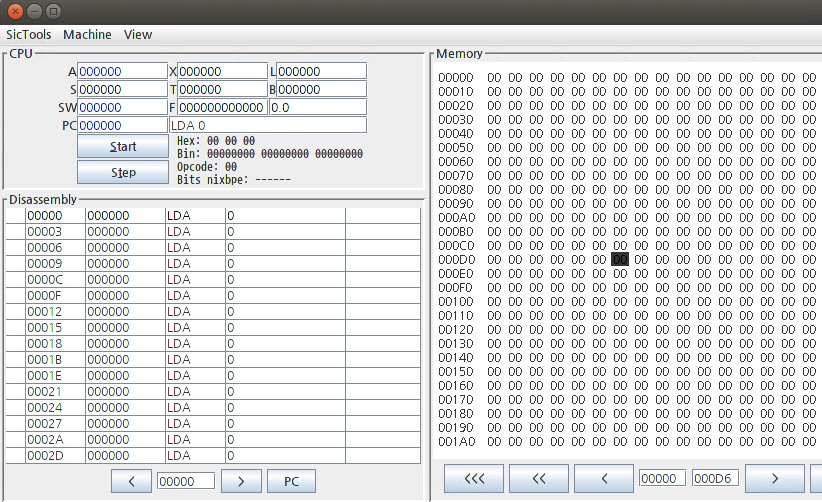 SicTools Machine View
CPU
A 000000 X 000000 L 000000
S 000000 T 000000 B 000000
SW 000000 F 000000000000 0.0
PC 000000 LDA 0
Start
Step
Hex: 00 00 00
Bin: 00000000 00000000 00000000
Opcode: 00
Bits nixbpe: ------
Disassembly
00000 000000 LDA 0
00003 000000 LDA 0
00006 000000 LDA 0
00009 000000 LDA 0
0000C 000000 LDA 0
0000F 000000 LDA 0
00012 000000 LDA 0
00015 000000 LDA 0
00018 000000 LDA 0
0001B 000000 LDA 0
0001E 000000 LDA 0
00021 000000 LDA 0
00024 000000 LDA 0
00027 000000 LDA 0
0002A 000000 LDA 0
0002D 000000 LDA 0
< 00000 > PC
Memory
00000 00 00 00 00 00 00 00 00 00 00 00 00 00 00 00 00
00010 00 00 00 00 00 00 00 00 00 00 00 00 00 00 00 00
00020 00 00 00 00 00 00 00 00 00 00 00 00 00 00 00 00
00030 00 00 00 00 00 00 00 00 00 00 00 00 00 00 00 00
00040 00 00 00 00 00 00 00 00 00 00 00 00 00 00 00 00
00050 00 00 00 00 00 00 00 00 00 00 00 00 00 00 00 00
00060 00 00 00 00 00 00 00 00 00 00 00 00 00 00 00 00
00070 00 00 00 00 00 00 00 00 00 00 00 00 00 00 00 00
00080 00 00 00 00 00 00 00 00 00 00 00 00 00 00 00 00
00090 00 00 00 00 00 00 00 00 00 00 00 00 00 00 00 00
000A0 00 00 00 00 00 00 00 00 00 00 00 00 00 00 00 00
000B0 00 00 00 00 00 00 00 00 00 00 00 00 00 00 00 00
000C0 00 00 00 00 00 00 00 00 00 00 00 00 00 00 00 00
000D0 00 00 00 00 00 00 00 00 00 00 00 00 00 00 00 00
000E0 00 00 00 00 00 00 00 00 00 00 00 00 00 00 00 00
000F0 00 00 00 00 00 00 00 00 00 00 00 00 00 00 00 00
00100 00 00 00 00 00 00 00 00 00 00 00 00 00 00 00 00
00110 00 00 00 00 00 00 00 00 00 00 00 00 00 00 00 00
00120 00 00 00 00 00 00 00 00 00 00 00 00 00 00 00 00
00130 00 00 00 00 00 00 00 00 00 00 00 00 00 00 00 00
00140 00 00 00 00 00 00 00 00 00 00 00 00 00 00 00 00
00150 00 00 00 00 00 00 00 00 00 00 00 00 00 00 00 00
00160 00 00 00 00 00 00 00 00 00 00 00 00 00 00 00 00
00170 00 00 00 00 00 00 00 00 00 00 00 00 00 00 00 00
00180 00 00 00 00 00 00 00 00 00 00 00 00 00 00 00 00
00190 00 00 00 00 00 00 00 00 00 00 00 00 00 00 00 00
001A0 00 00 00 00 00 00 00 00 00 00 00 00 00 00 00 00
<<< << < 00000 000D6 >